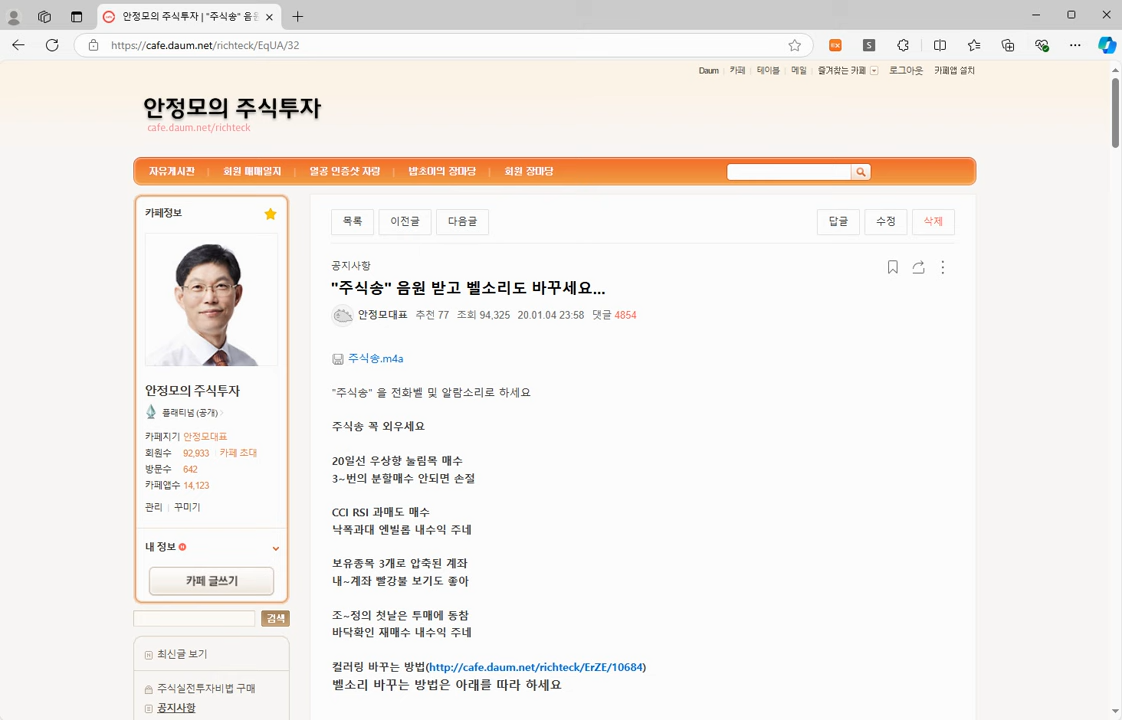 안정모의 주식투자 | "주식송" 음원
https://cafe.daum.net/richteck/EqUA/32
Daum | 카페 | 테이블 | 메일 | 즐겨찾는 카페 로그아웃 카페앱 설치
안정모의 주식투자
cafe.daum.net/richteck
자유게시판 | 회원 매매일지 | 열공 인증샷 자랑 | 밥초이의 장마당 | 회원 장마당
카페정보
안정모의 주식투자
플래티넘 (공개)
카페지기 안정모대표
회원수 92,933 카페 초대
방문수 642
카페앱수 14,123
관리 | 꾸미기
내 정보
카페 글쓰기
검색
최신글 보기
주식실전투자비법 구매
공지사항
목록 이전글 다음글 답글 수정 삭제
공지사항
"주식송" 음원 받고 벨소리도 바꾸세요...
안정모대표 추천 77 조회 94,325 20.01.04 23:58 댓글 4854
주식송.m4a
"주식송" 을 전화벨 및 알람소리로 하세요
주식송 꼭 외우세요
20일선 우상향 눌림목 매수
3~번의 분할매수 안되면 손절
CCI RSI 과매도 매수
낙폭과대 엔빌롭 내수익 주네
보유종목 3개로 압축된 계좌
내~계좌 빨강불 보기도 좋아
조~정의 첫날은 투매에 동참
바닥확인 재매수 내수익 주네
컬러링 바꾸는 방법(http://cafe.daum.net/richteck/ErZE/10684)
벨소리 바꾸는 방법은 아래를 따라 하세요